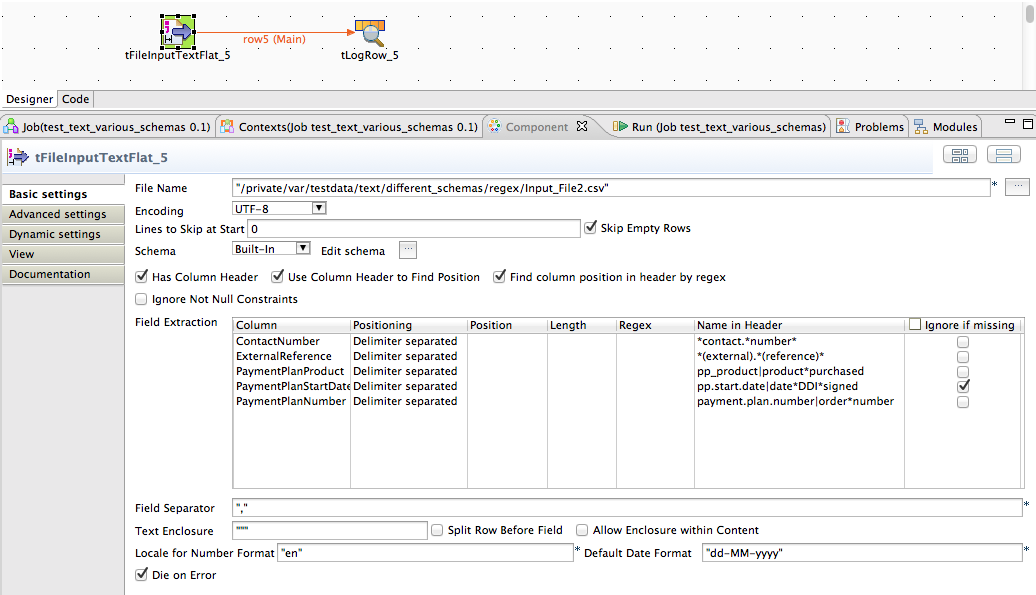 row5 (Main)
tFileInputTextFlat_5
tLogRow_5
Designer
Code
Job(test_text_various_schemas 0.1)
Contexts(Job test_text_various_schemas 0.1)
Component
Run (Job test_text_various_schemas)
Problems
Modules
tFileInputTextFlat_5
Basic settings
Advanced settings
Dynamic settings
View
Documentation
File Name "/private/var/testdata/text/different_schemas/regex/Input_File2.csv" * ...
Encoding UTF-8
Lines to Skip at Start 0 Skip Empty Rows
Schema Built-In Edit schema ...
Has Column Header Use Column Header to Find Position Find column position in header by regex
Ignore Not Null Constraints
Field Extraction
Column Positioning Position Length Regex Name in Header Ignore if missing
ContactNumber Delimiter separated *contact.*number*
ExternalReference Delimiter separated *(external).*(reference)*
PaymentPlanProduct Delimiter separated pp_product|product*purchased
PaymentPlanStartDate Delimiter separated pp.start.date|date*DDI*signed
PaymentPlanNumber Delimiter separated payment.plan.number|order*number
Field Separator "," *
Text Enclosure """ Split Row Before Field Allow Enclosure within Content
Locale for Number Format "en" * Default Date Format "dd-MM-yyyy" *
Die on Error